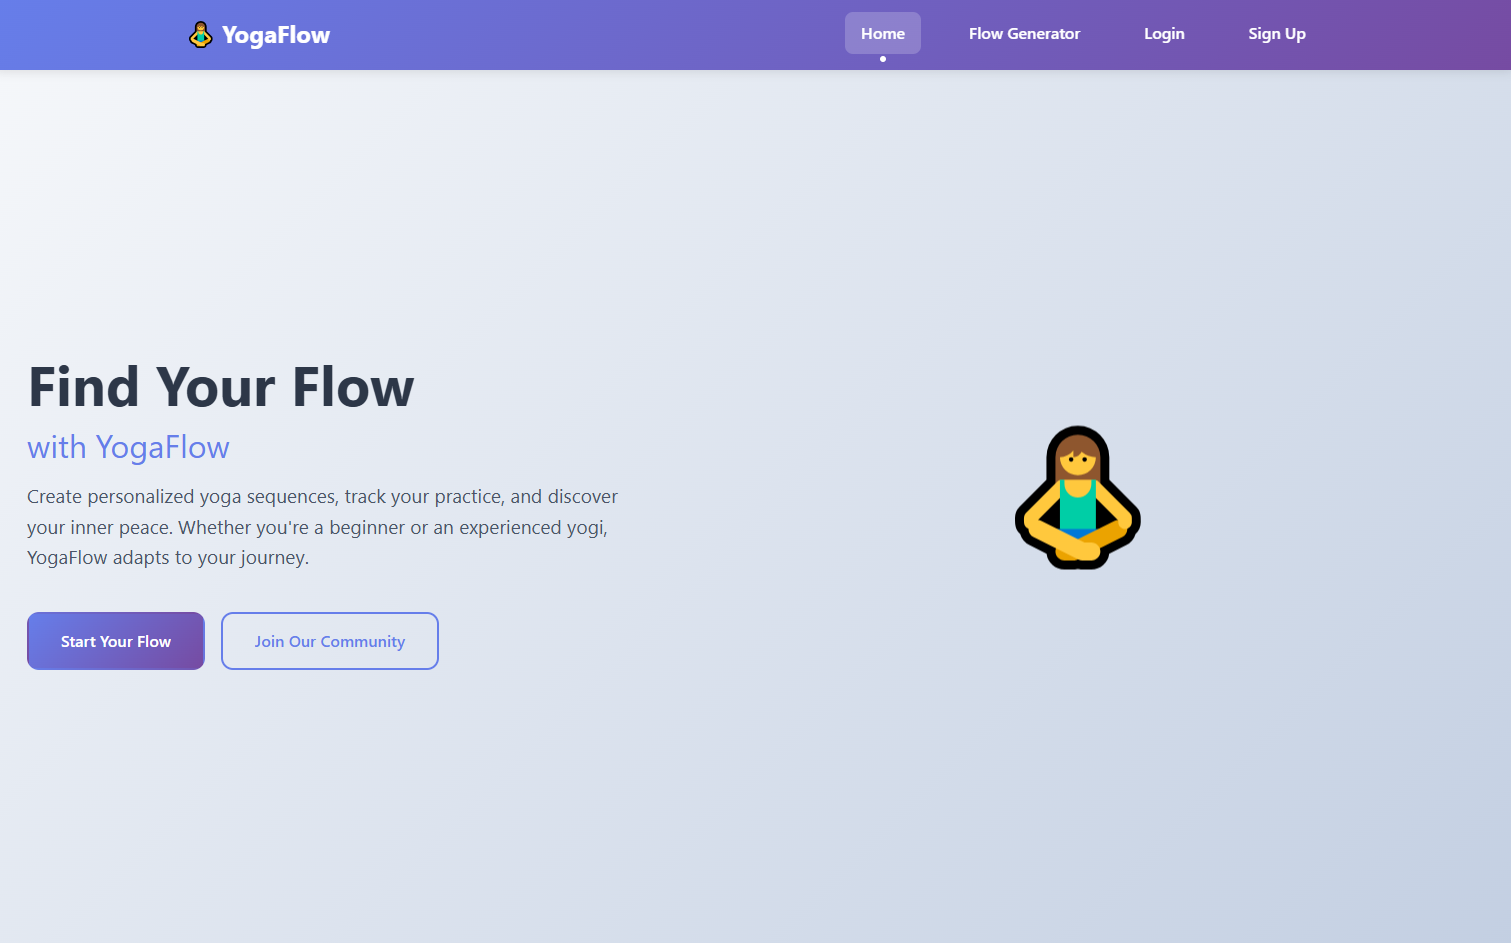 YogaFlow
Home
Flow Generator
Login
Sign Up
Find Your Flow
with YogaFlow
Create personalized yoga sequences, track your practice, and discover
your inner peace. Whether you're a beginner or an experienced yogi,
YogaFlow adapts to your journey.
Start Your Flow
Join Our Community